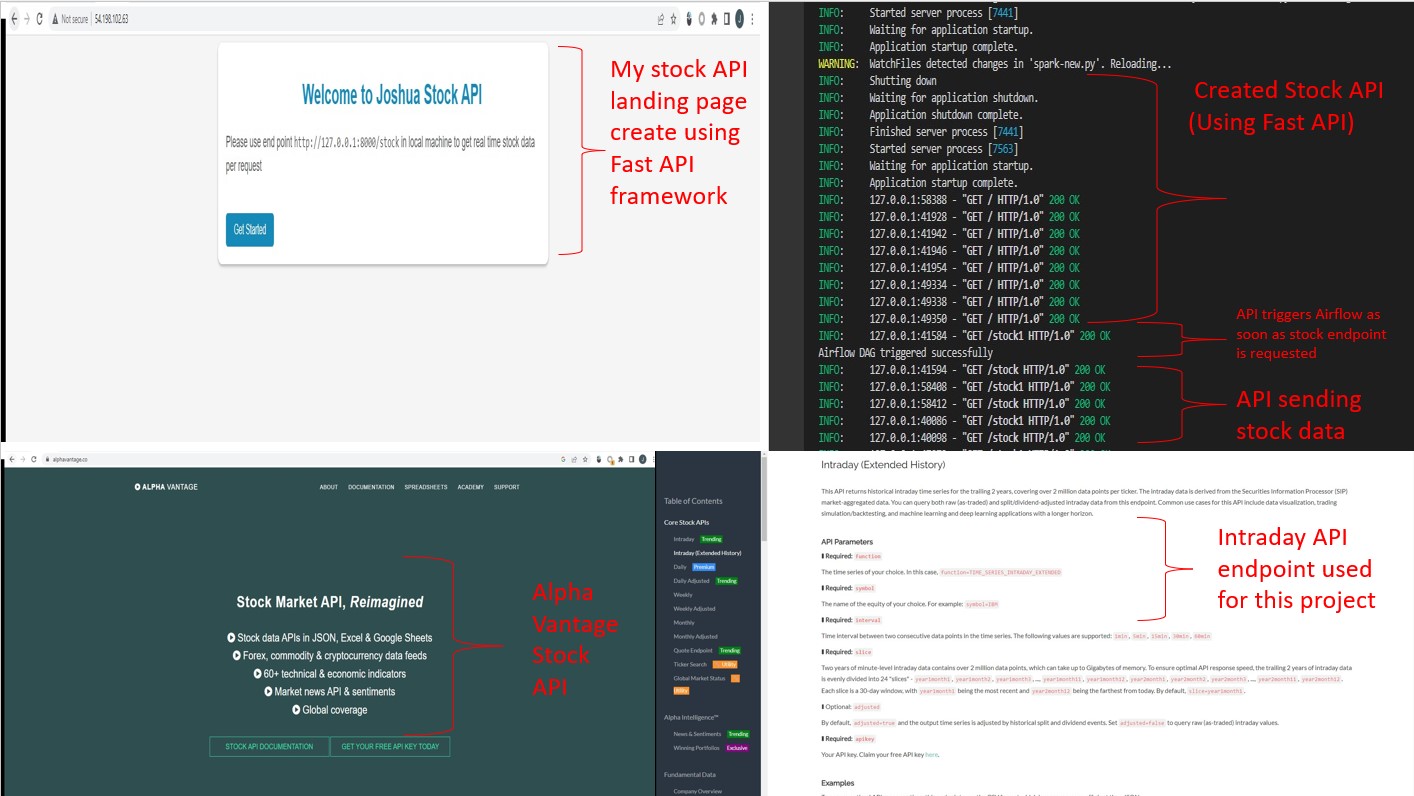 Not secure | 54.198.102.63
Welcome to Joshua Stock API
Please use end point http://127.0.0.1:8000/stock in local machine to get real time stock data
per request
Get Started
My stock API
landing page
create using
Fast API
framework
INFO: Started server process [7441]
INFO: Waiting for application startup.
INFO: Application startup complete.
WARNING: WatchFiles detected changes in 'spark-new.py'. Reloading...
INFO: Shutting down
INFO: Waiting for application shutdown.
INFO: Application shutdown complete.
INFO: Finished server process [7441]
INFO: Started server process [7563]
INFO: Waiting for application startup.
INFO: Application startup complete.
INFO: 127.0.0.1:58388 - "GET / HTTP/1.0" 200 OK
INFO: 127.0.0.1:41928 - "GET / HTTP/1.0" 200 OK
INFO: 127.0.0.1:41942 - "GET / HTTP/1.0" 200 OK
INFO: 127.0.0.1:41946 - "GET / HTTP/1.0" 200 OK
INFO: 127.0.0.1:41954 - "GET / HTTP/1.0" 200 OK
INFO: 127.0.0.1:49334 - "GET / HTTP/1.0" 200 OK
INFO: 127.0.0.1:49338 - "GET / HTTP/1.0" 200 OK
INFO: 127.0.0.1:49350 - "GET / HTTP/1.0" 200 OK
INFO: 127.0.0.1:41584 - "GET /stock1 HTTP/1.0" 200 OK
Airflow DAG triggered successfully
INFO: 127.0.0.1:41594 - "GET /stock HTTP/1.0" 200 OK
INFO: 127.0.0.1:58408 - "GET /stock1 HTTP/1.0" 200 OK
INFO: 127.0.0.1:58412 - "GET /stock HTTP/1.0" 200 OK
INFO: 127.0.0.1:40086 - "GET /stock1 HTTP/1.0" 200 OK
INFO: 127.0.0.1:40098 - "GET /stock HTTP/1.0" 200 OK
Created Stock API
(Using Fast API)
API triggers Airflow as
soon as stock endpoint
is requested
API sending
stock data
alphavantage.co
ALPHA VANTAGE
ABOUT DOCUMENTATION SPREADSHEETS ACADEMY SUPPORT
Stock Market API, Reimagined
Stock data APIs in JSON, Excel & Google Sheets
Forex, commodity & cryptocurrency data feeds
60+ technical & economic indicators
Market news API & sentiments
Global coverage
STOCK API DOCUMENTATION GET YOUR FREE API KEY TODAY
Alpha
Vantage
Stock
API
Table of Contents
Core Stock APIs
Intraday Trending
Intraday (Extended History)
Daily Premium
Daily Adjusted Trending
Weekly
Weekly Adjusted
Monthly
Monthly Adjusted
Quote Endpoint Trending
Ticker Search Utility
Global Market Status
Utility
Alpha Intelligence™
News & Sentiments Trending
Winning Portfolios Exclusive
Fundamental Data
Company Overview
Intraday (Extended History)
This API returns historical intraday time series for the trailing 2 years, covering over 2 million data points per ticker. The intraday data is derived from the Securities Information Processor (SIP)
market-aggregated data. You can query both raw (as-traded) and split/dividend-adjusted intraday data from this endpoint. Common use cases for this API include data visualization, trading
simulation/backtesting, and machine learning and deep learning applications with a longer horizon.
API Parameters
Required: function
The time series of your choice. In this case, function=TIME_SERIES_INTRADAY_EXTENDED
Required: symbol
The name of the equity of your choice. For example: symbol=IBM
Required: interval
Time interval between two consecutive data points in the time series. The following values are supported: 1min, 5min, 15min, 30min, 60min
Required: slice
Two years of minute-level intraday data contains over 2 million data points, which can take up to Gigabytes of memory. To ensure optimal API response speed, the trailing 2 years of intraday data
is evenly divided into 24 "slices" - year1month1, year1month2, year1month3, ..., year1month11, year1month12, year2month1, year2month2, year2month3, ..., year2month11, year2month12.
Each slice is a 30-day window, with year1month1 being the most recent and year2month12 being the farthest from today. By default, slice=year1month1.
Optional: adjusted
By default, adjusted=true and the output time series is adjusted by historical split and dividend events. Set adjusted=false to query raw (as-traded) intraday values.
Required: apikey
Your API key. Claim your free API key here.
Examples
Intraday API
endpoint used
for this project